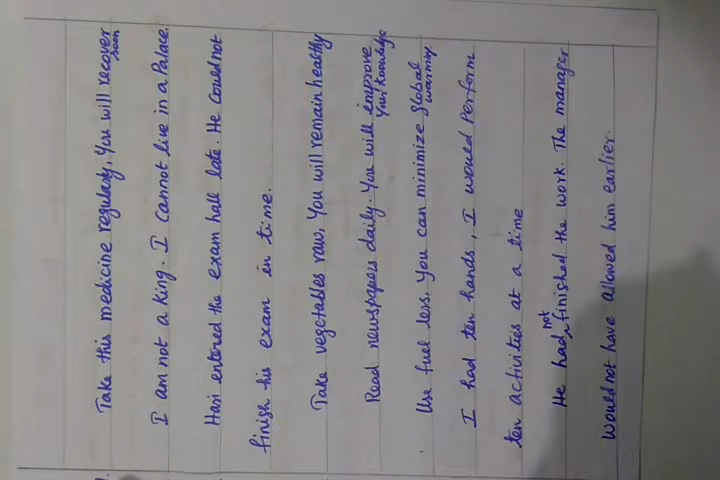 Take this medicine regularly, You will recover soon
I am not a king. I cannot live in a Palace.
Hari entered the exam hall late. He could not
finish his exam in time.
Take vegetables raw, You will remain healthy
Read newspapers daily. You will improve your knowledge
Use fuel less. You can minimize global warming.
I had ten hands, I would perform
ten activities at a time
He had not finished the work. The manager
would not have allowed him earlier.